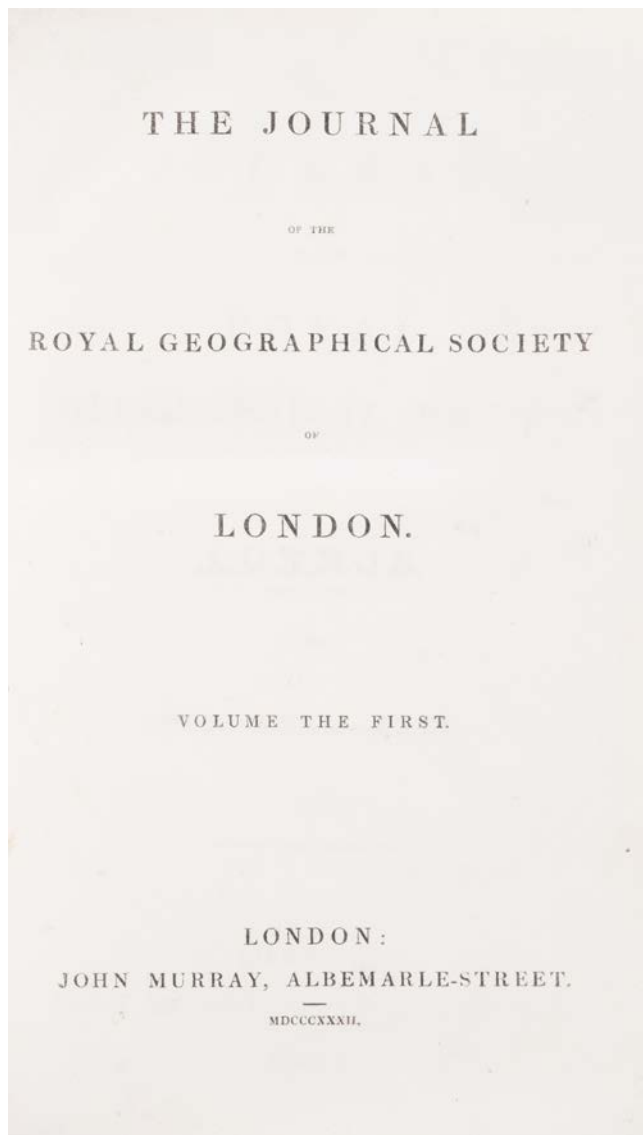 THE JOURNAL
OF THE
ROYAL GEOGRAPHICAL SOCIETY
OF
LONDON.
VOLUME THE FIRST.
LONDON:
JOHN MURRAY, ALBEMARLE-STREET.
MDCCCXXXII.